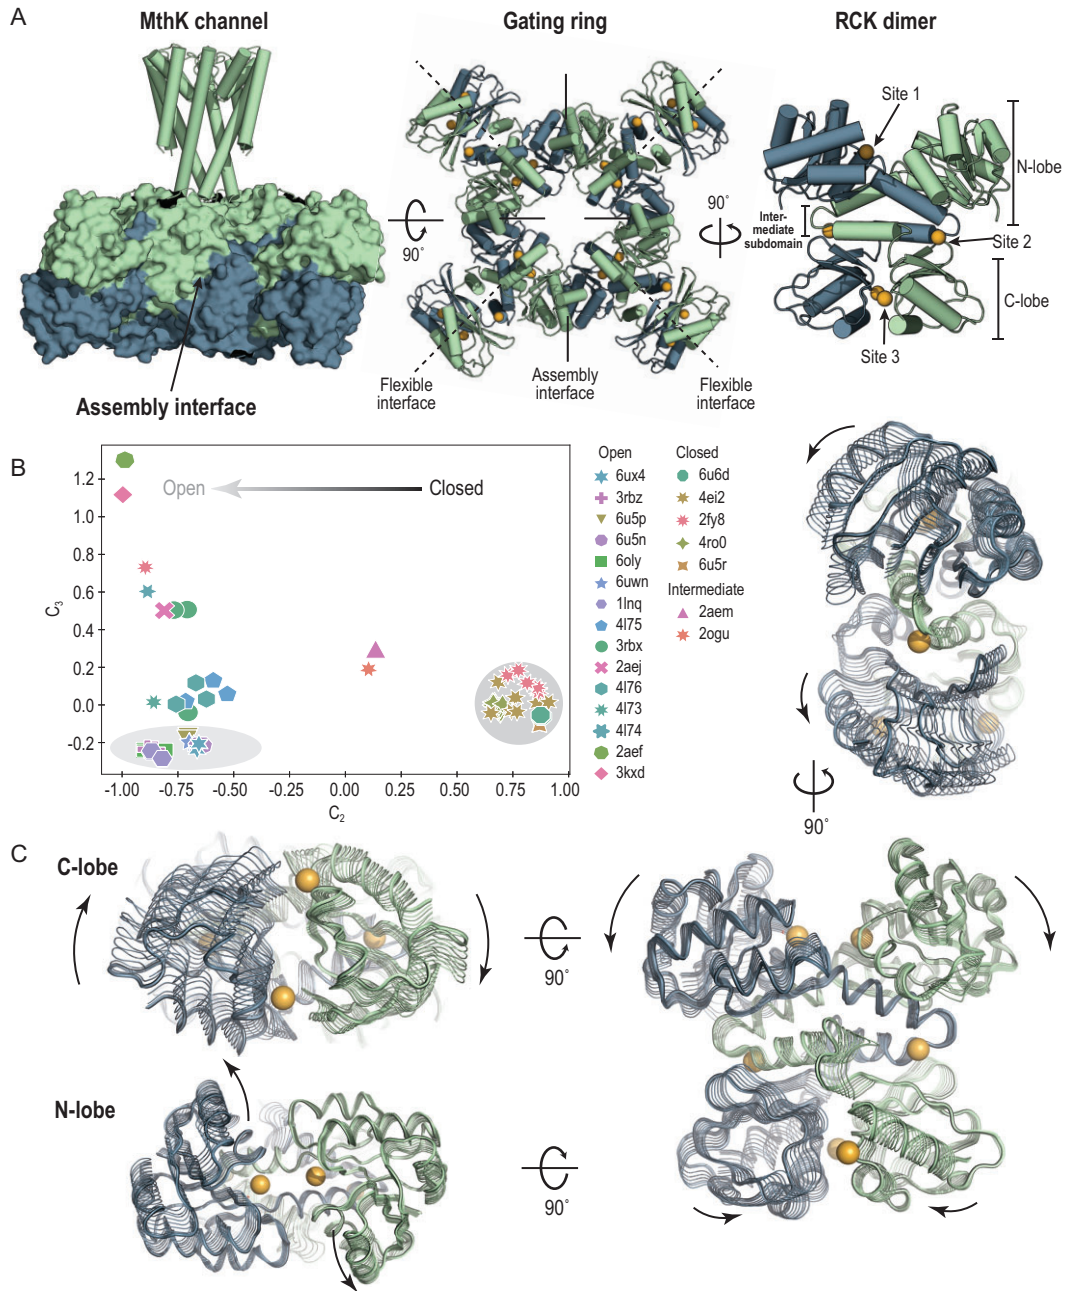 A
MthK channel
Gating ring
RCK dimer
Site 1
N-lobe
Inter-
mediate
subdomain
Site 2
C-lobe
Site 3
90°
90°
Flexible
interface
Assembly
interface
Flexible
interface
Assembly interface
B
Open
Closed
1.2
1.0
0.8
0.6
0.4
0.2
0.0
-0.2
C3
-1.00
-0.75
-0.50
-0.25
0.00
0.25
0.50
0.75
1.00
C2
Open
6ux4
3rbz
6u5p
6u5n
6oly
6uwn
1lnq
4l75
3rbx
2aej
4l76
4l73
4l74
2aef
3kxd
Closed
6u6d
4ei2
2fy8
4ro0
6u5r
Intermediate
2aem
2ogu
90°
C
C-lobe
90°
N-lobe
90°